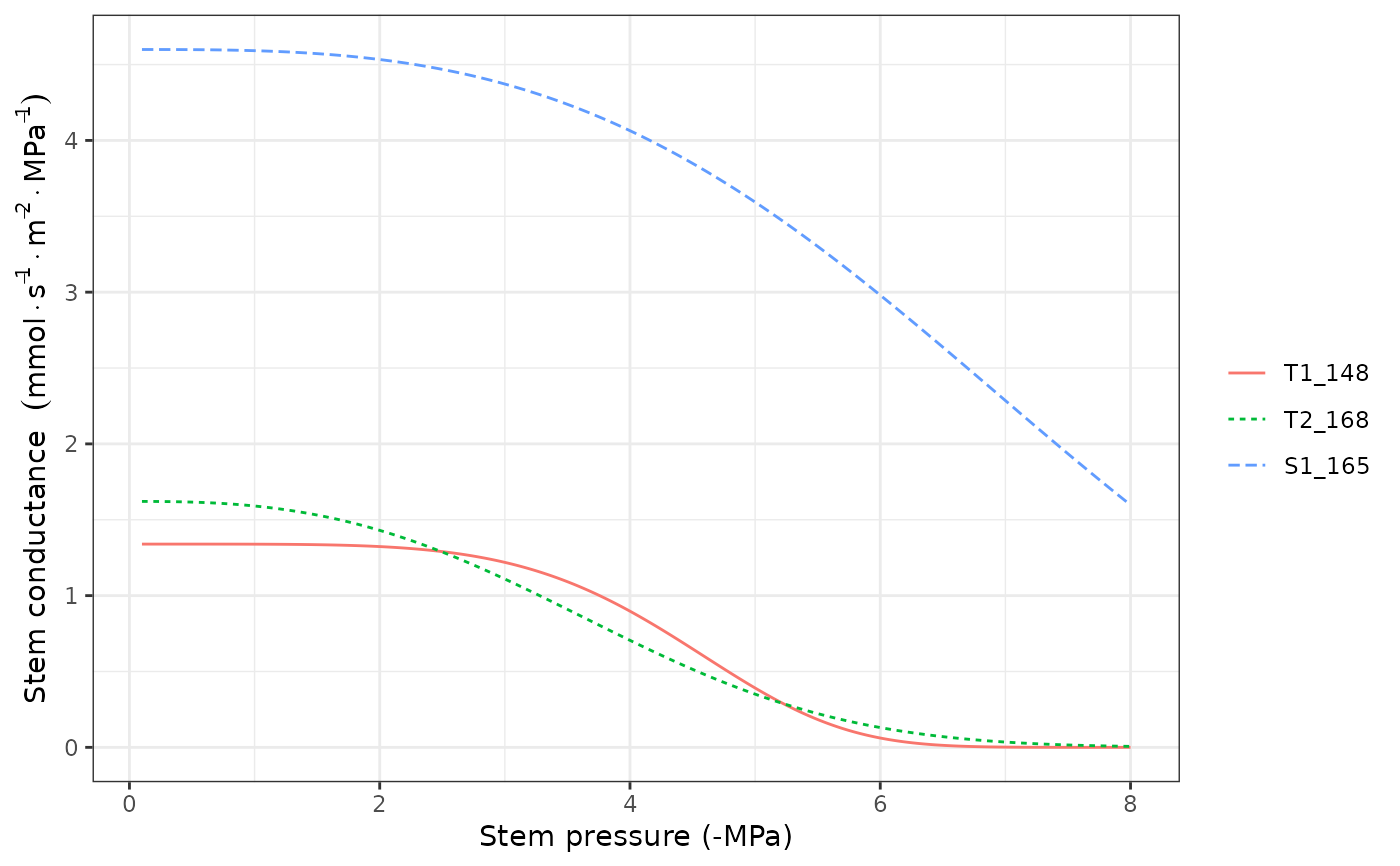 Stem conductance (mmol · s⁻¹ · m⁻² · MPa⁻¹)
4
3
2
1
0
0 2 4 6 8
Stem pressure (-MPa)
T1_148
T2_168
S1_165